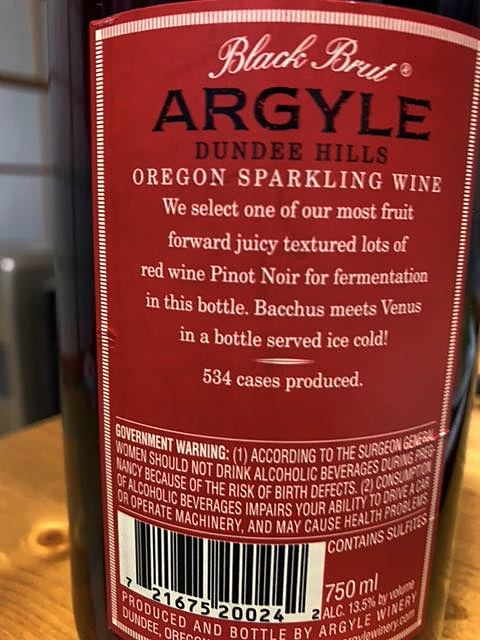 Black Brut®
ARGYLE
DUNDEE HILLS
OREGON SPARKLING WINE
We select one of our most fruit
forward juicy textured lots of
red wine Pinot Noir for fermentation
in this bottle. Bacchus meets Venus
in a bottle served ice cold!
534 cases produced.
GOVERNMENT WARNING: (1) ACCORDING TO THE SURGEON GENERAL
WOMEN SHOULD NOT DRINK ALCOHOLIC BEVERAGES DURING PREG
NANCY BECAUSE OF THE RISK OF BIRTH DEFECTS. (2) CONSUMPTION
OF ALCOHOLIC BEVERAGES IMPAIRS YOUR ABILITY TO DRIVE A CAR
OR OPERATE MACHINERY, AND MAY CAUSE HEALTH PROBLEMS
CONTAINS SULFITES
7 21675 20024 2
750 ml
ALC. 13.5% by volume
PRODUCED AND BOTTLE BY ARGYLE WINERY
DUNDEE, OREGON